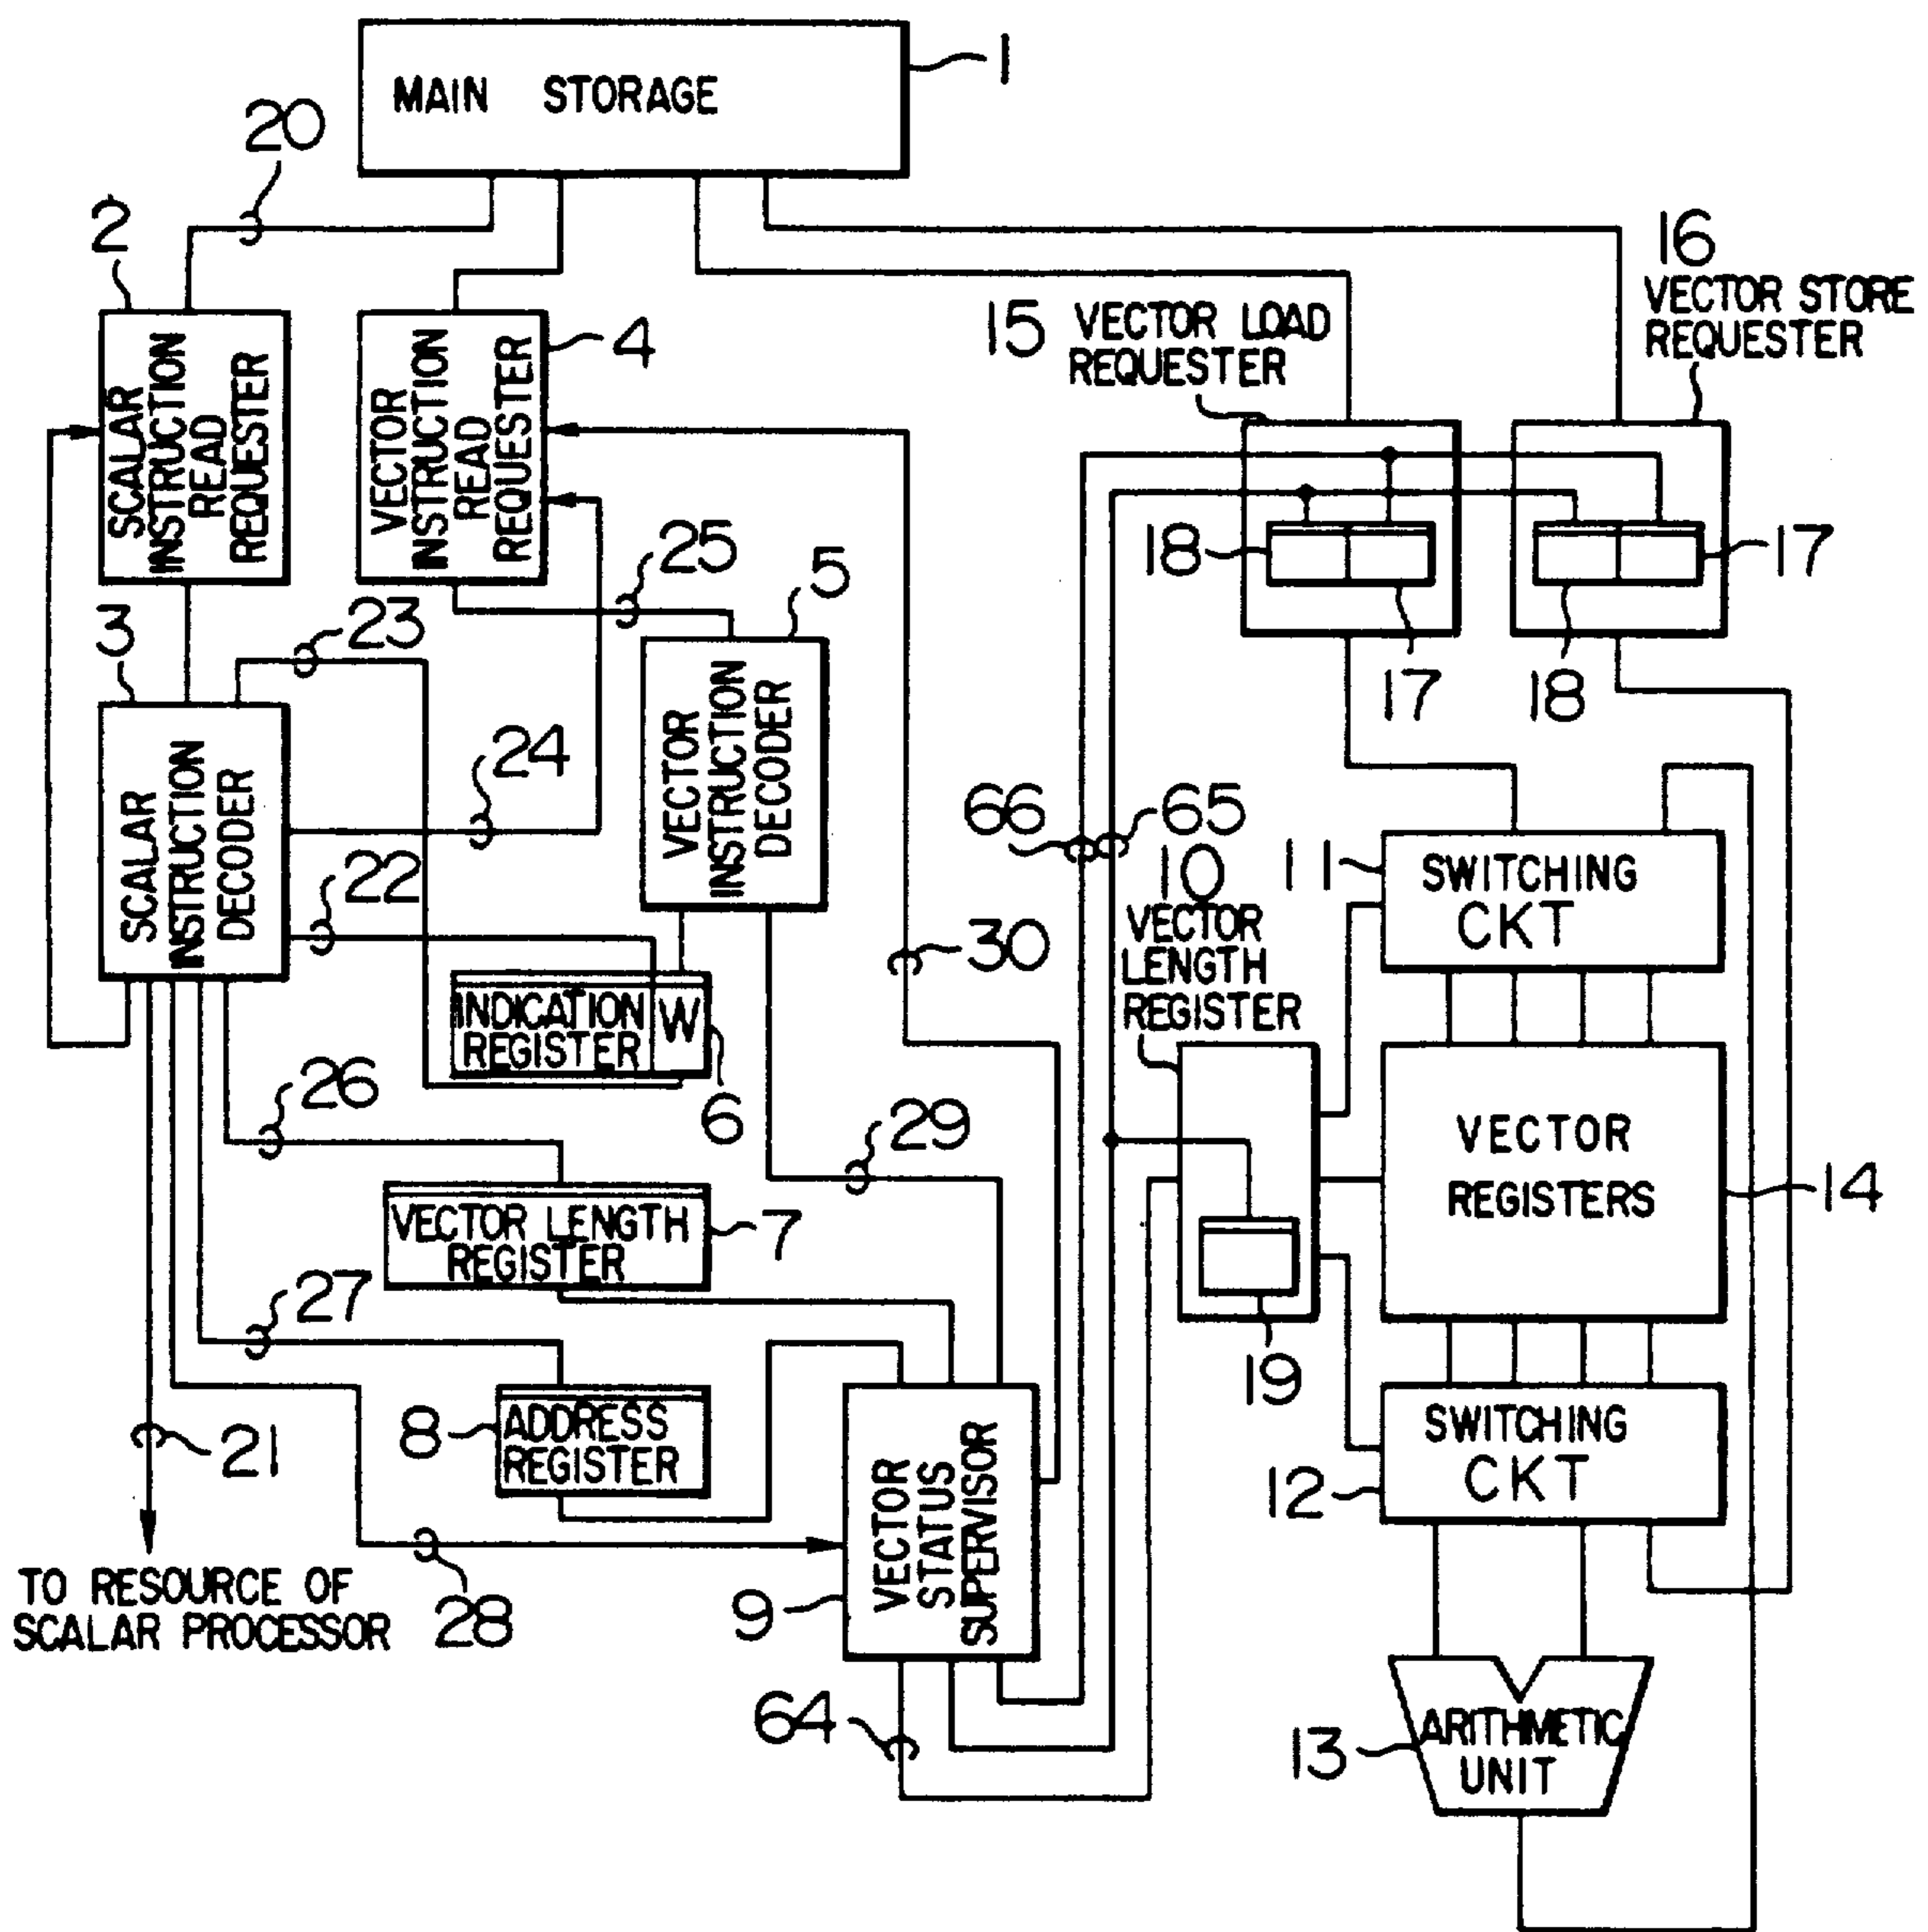 MAIN STORAGE
1
20
2
16
VECTOR STORE
REQUESTER
15
VECTOR LOAD
REQUESTER
4
SCALAR
INSTRUCTION
READ
REQUESTER
VECTOR
INSTRUCTION
READ
REQUESTER
25
5
18
17
17
18
3
23
VECTOR
INSTRUCTION
DECODER
24
SCALAR
INSTRUCTION
DECODER
22
66
65
10
VECTOR
LENGTH
REGISTER
11
SWITCHING
CKT
30
INDICATION
REGISTER
W
6
26
29
VECTOR
REGISTERS
14
VECTOR LENGTH
REGISTER
7
27
19
8
ADDRESS
REGISTER
21
SWITCHING
CKT
12
VECTOR
STATUS
SUPERVISOR
TO RESOURCE OF
SCALAR PROCESSOR
28
9
64
13
ARITHMETIC
UNIT